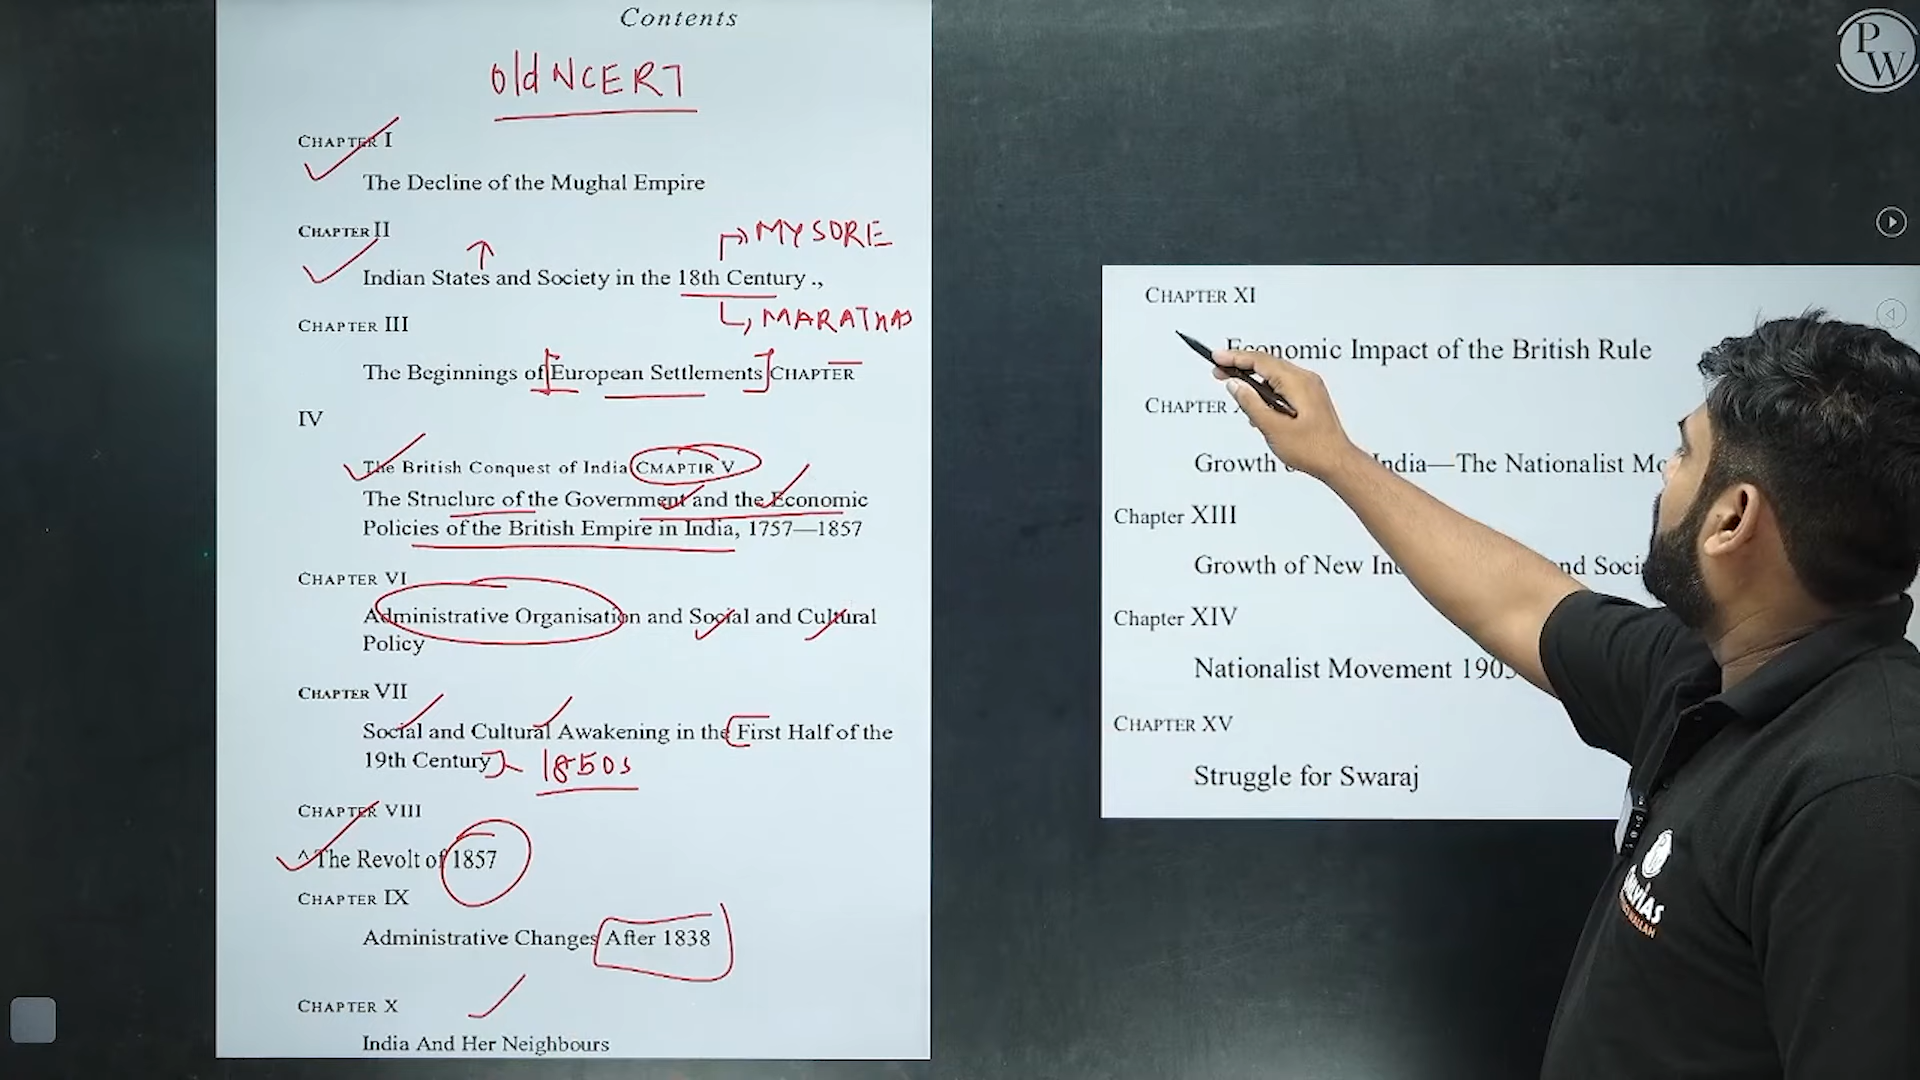 Contents
Old NCERT
CHAPTER I
The Decline of the Mughal Empire
CHAPTER II
MYSORE
Indian States and Society in the 18th Century .,
MARATHAS
CHAPTER III
The Beginnings of European Settlements CHAPTER
IV
The British Conquest of India CMAPTIR V
The Struclurc of the Government and the Economic
Policies of the British Empire in India, 1757—1857
CHAPTER VI
Administrative Organisation and Social and Cultural
Policy
CHAPTER VII
Social and Cultural Awakening in the First Half of the
19th Century 1850s
CHAPTER VIII
^ The Revolt of 1857
CHAPTER IX
Administrative Changes After 1838
CHAPTER X
India And Her Neighbours
CHAPTER XI
Economic Impact of the British Rule
CHAPTER
Growth India—The Nationalist
Chapter XIII
Growth of New
Chapter XIV
Nationalist Movement
CHAPTER XV
Struggle for Swaraj
PW